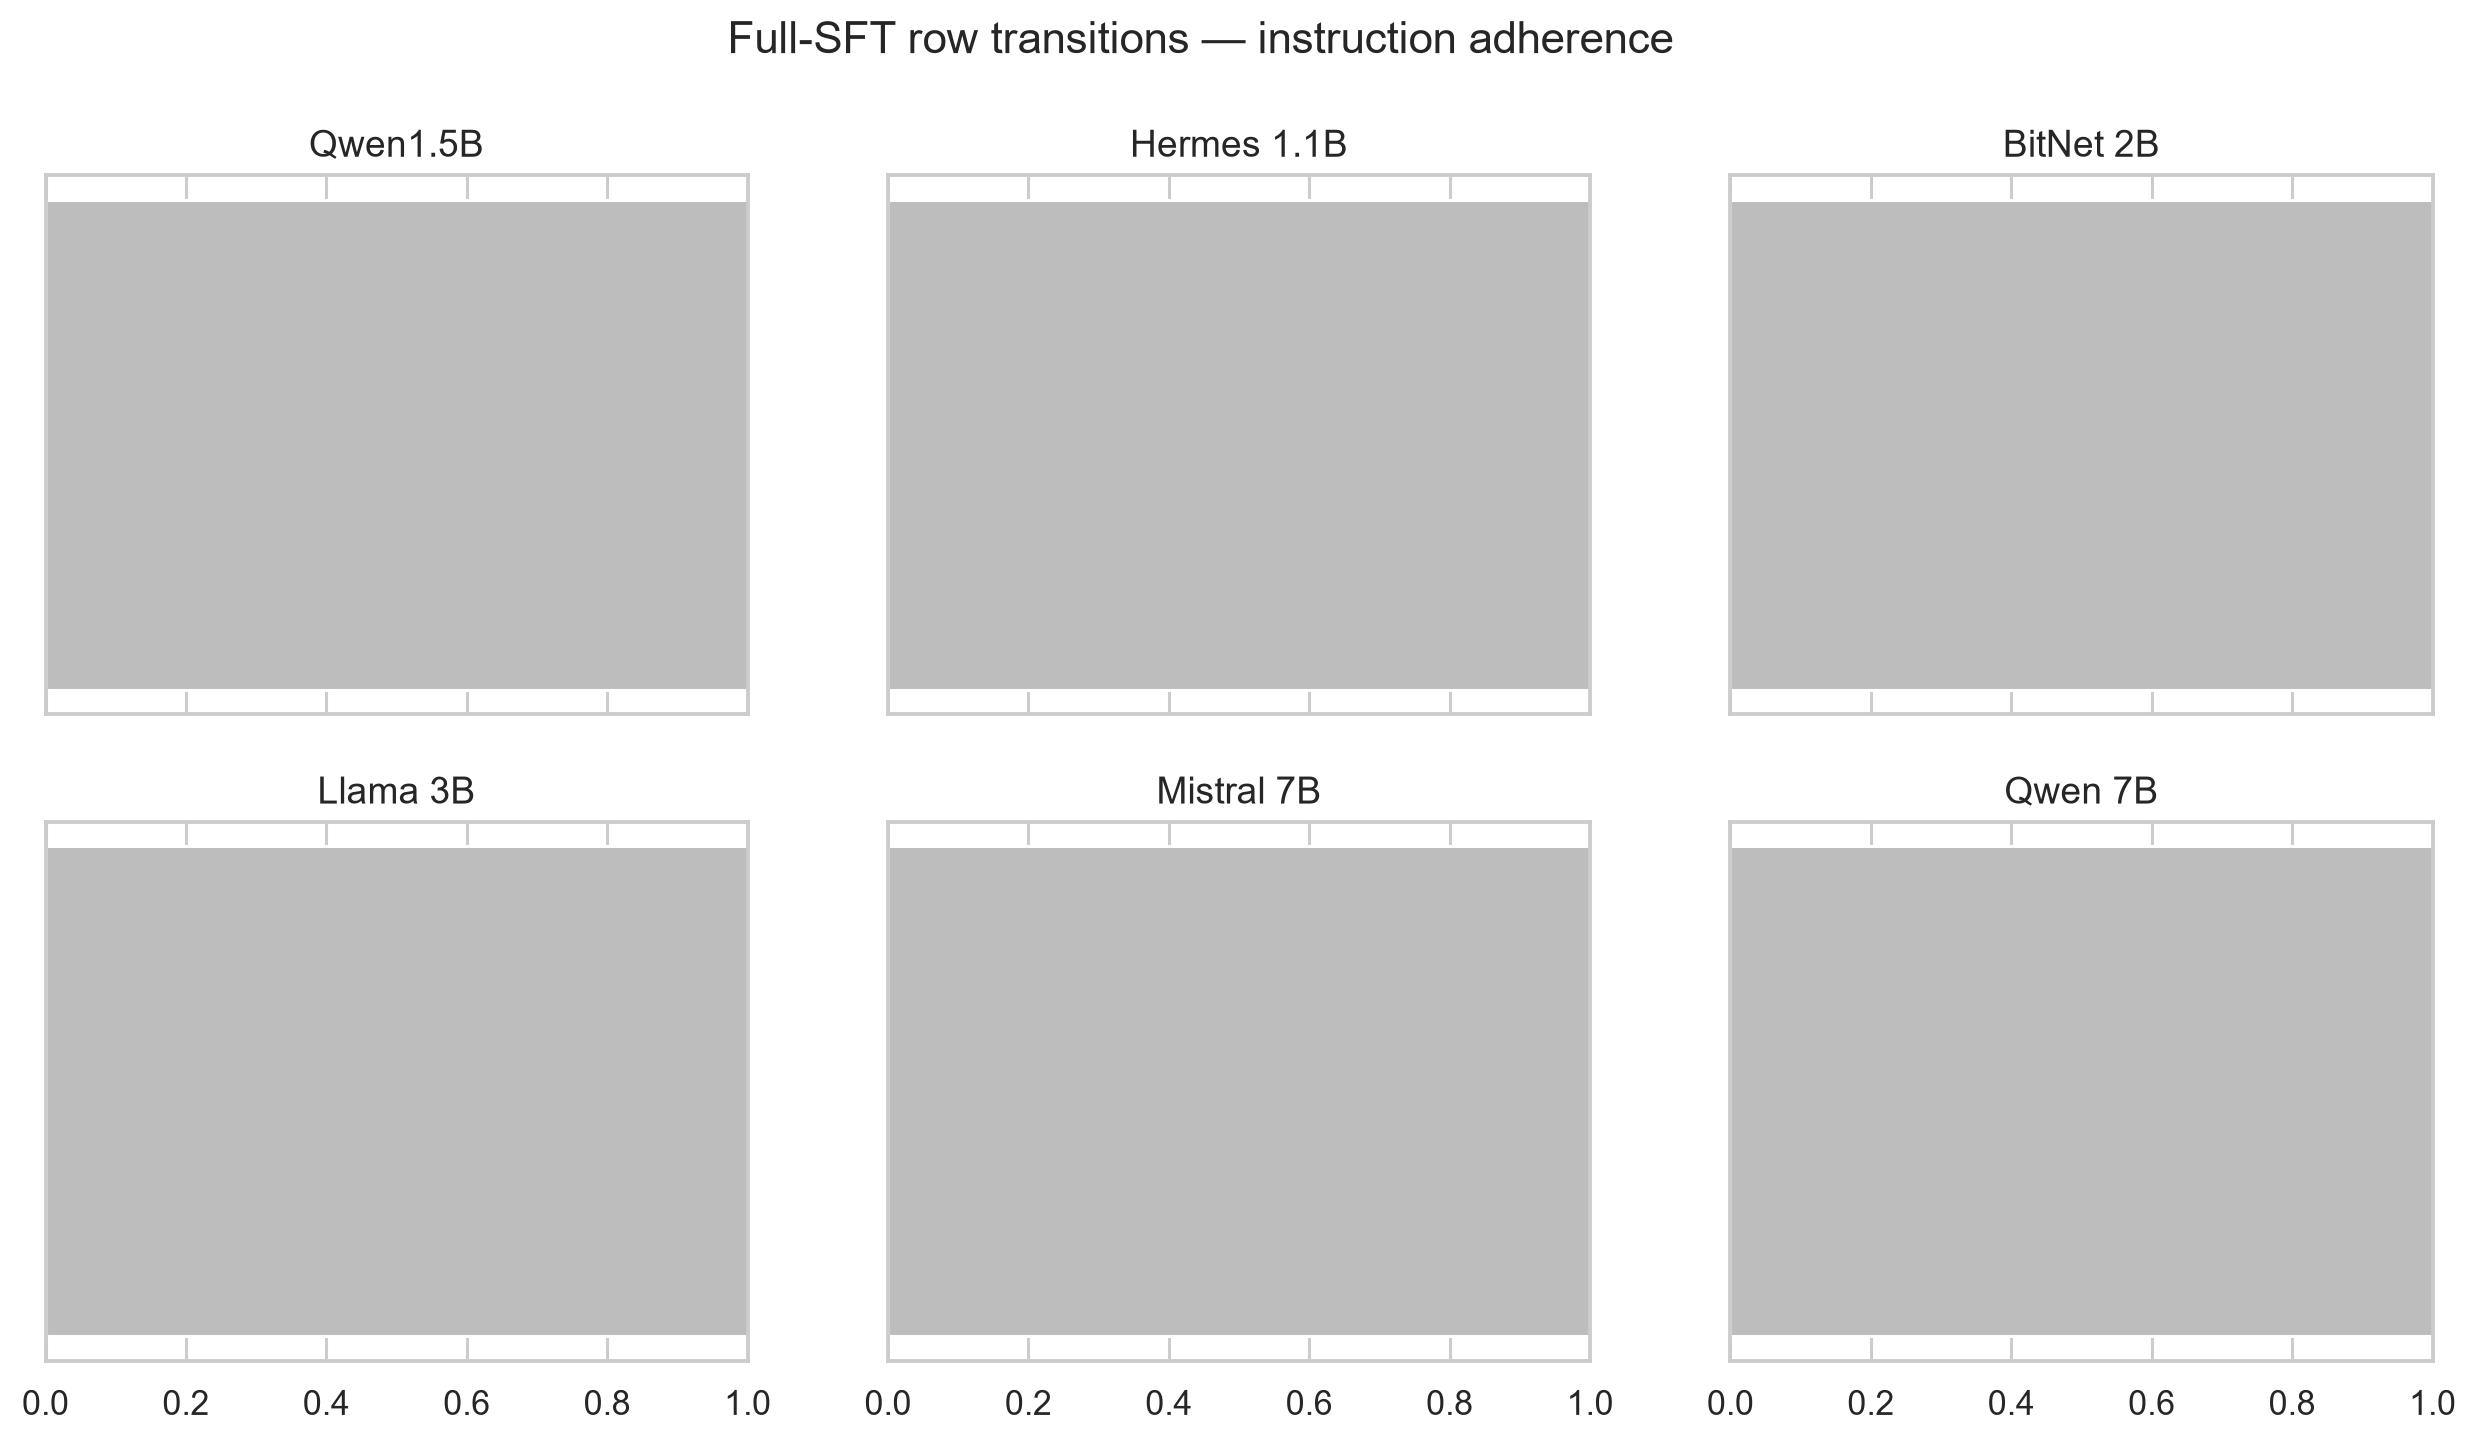 Full-SFT row transitions — instruction adherence
Qwen1.5B Hermes 1.1B BitNet 2B
Llama 3B Mistral 7B Qwen 7B
0.0 0.2 0.4 0.6 0.8 1.0 0.0 0.2 0.4 0.6 0.8 1.0 0.0 0.2 0.4 0.6 0.8 1.0